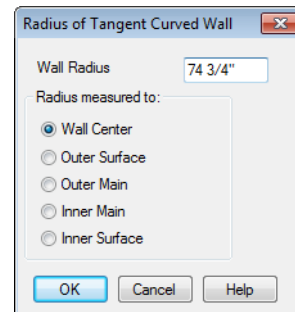 Radius of Tangent Curved Wall
Wall Radius 74 3/4"
Radius measured to:
Wall Center
Outer Surface
Outer Main
Inner Main
Inner Surface
OK Cancel Help